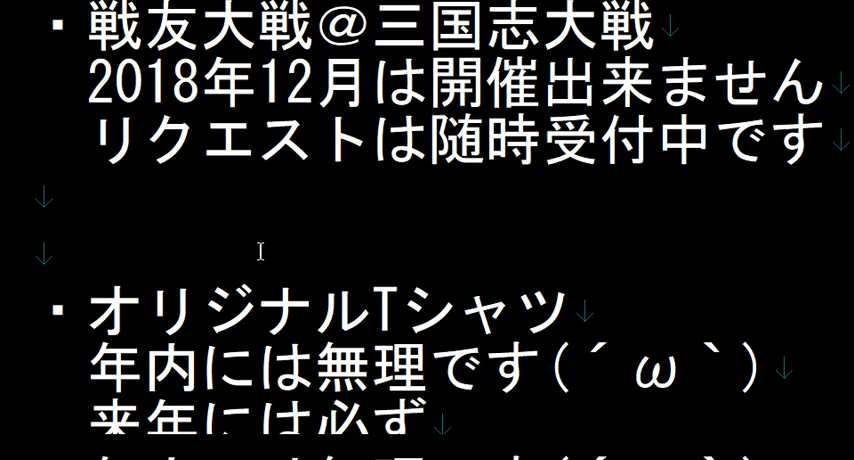 ・戦友大戦@三国志大戦↓
2018年12月は開催出来ません↓
リクエストは随時受付中です↓
↓
↓
・オリジナルTシャツ↓
年内には無理です(´ω｀)↓
来年には必ず↓